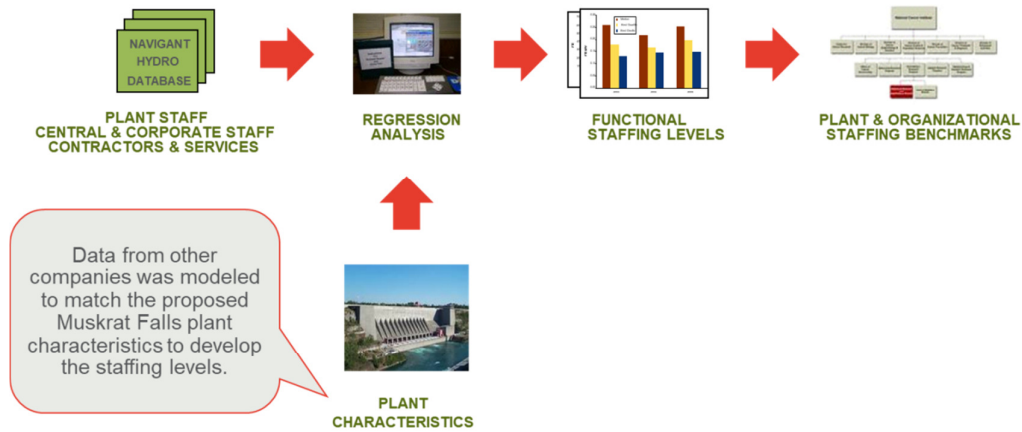 NAVIGANT
HYDRO
DATABASE
PLANT STAFF
CENTRAL & CORPORATE STAFF
CONTRACTORS & SERVICES
REGRESSION
ANALYSIS
FUNCTIONAL
STAFFING LEVELS
PLANT & ORGANIZATIONAL
STAFFING BENCHMARKS
Data from other
companies was modeled
to match the proposed
Muskrat Falls plant
characteristics to develop
the staffing levels.
PLANT
CHARACTERISTICS